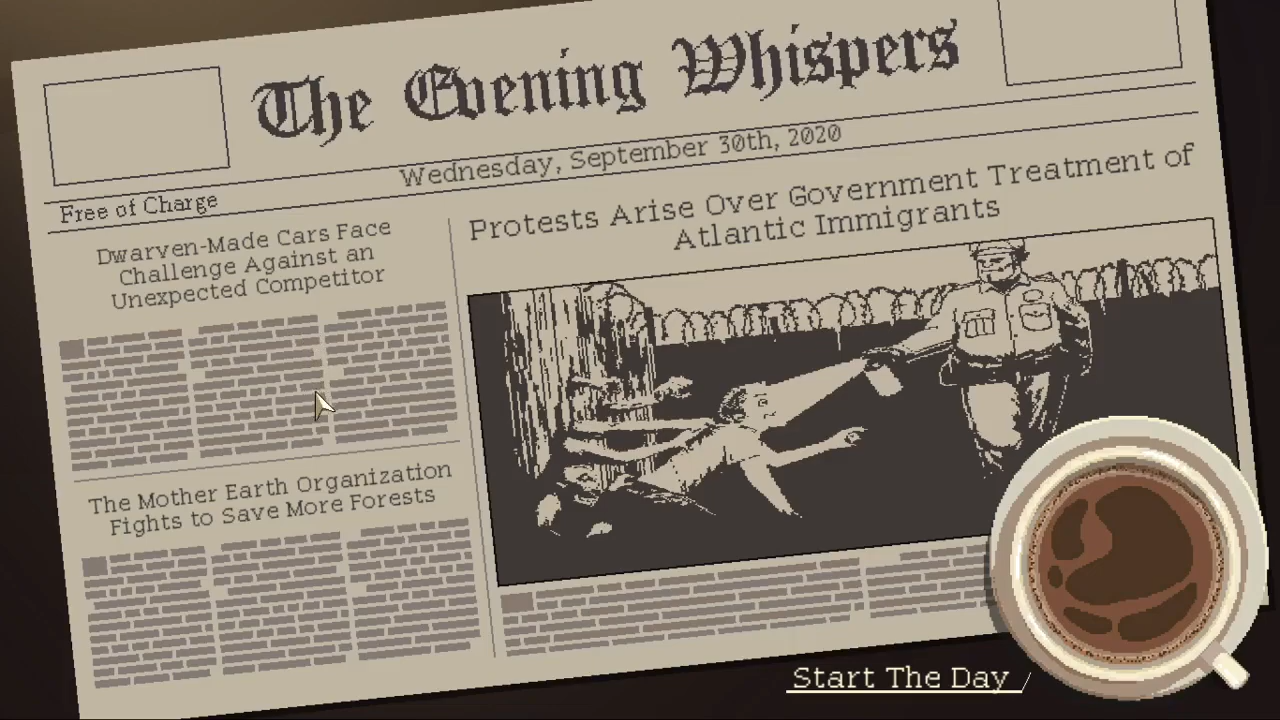 The Evening Whispers
Wednesday, September 30th, 2020
Free of Charge
Dwarven-Made Cars Face
Challenge Against an
Unexpected Competitor
The Mother Earth Organization
Fights to Save More Forests
Protests Arise Over Government Treatment of
Atlantic Immigrants
Start The Day